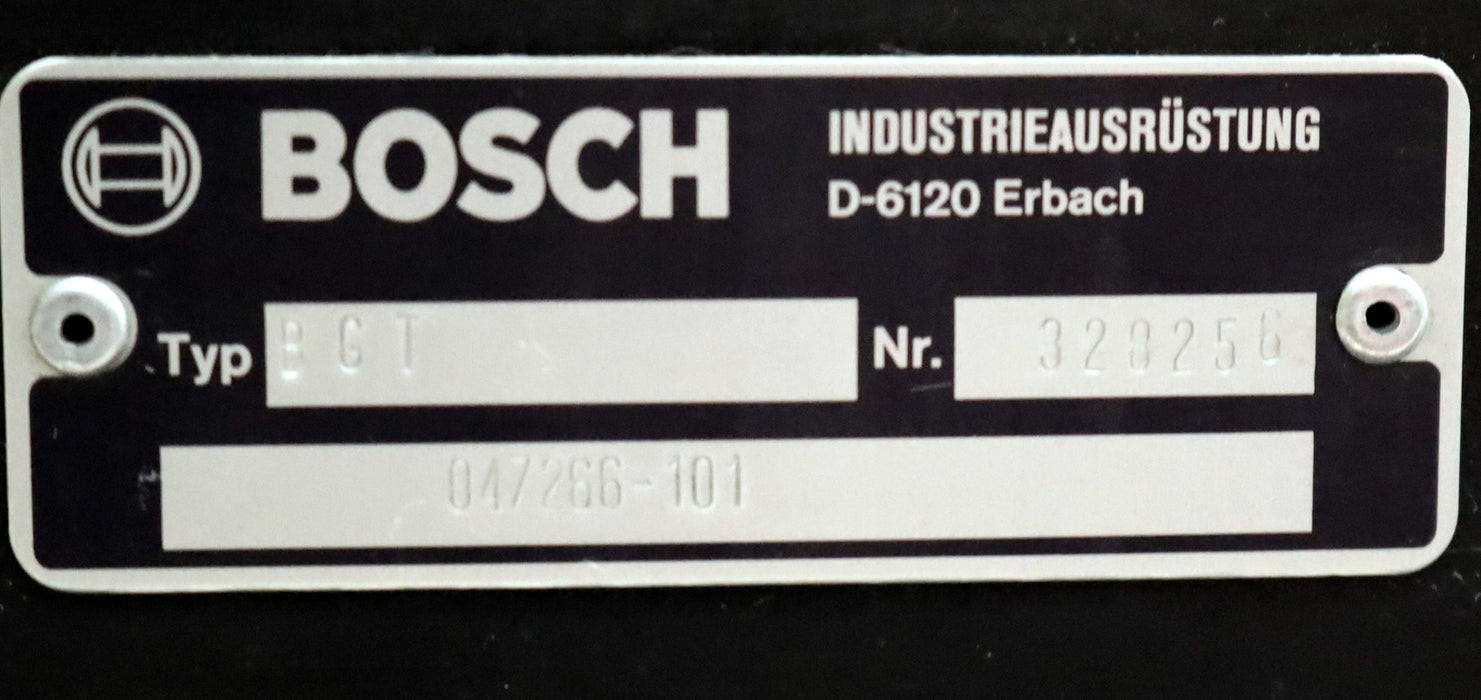 BOSCH
INDUSTRIEAUSRÜSTUNG
D-6120 Erbach
Typ BGT
Nr. 328256
047266-101